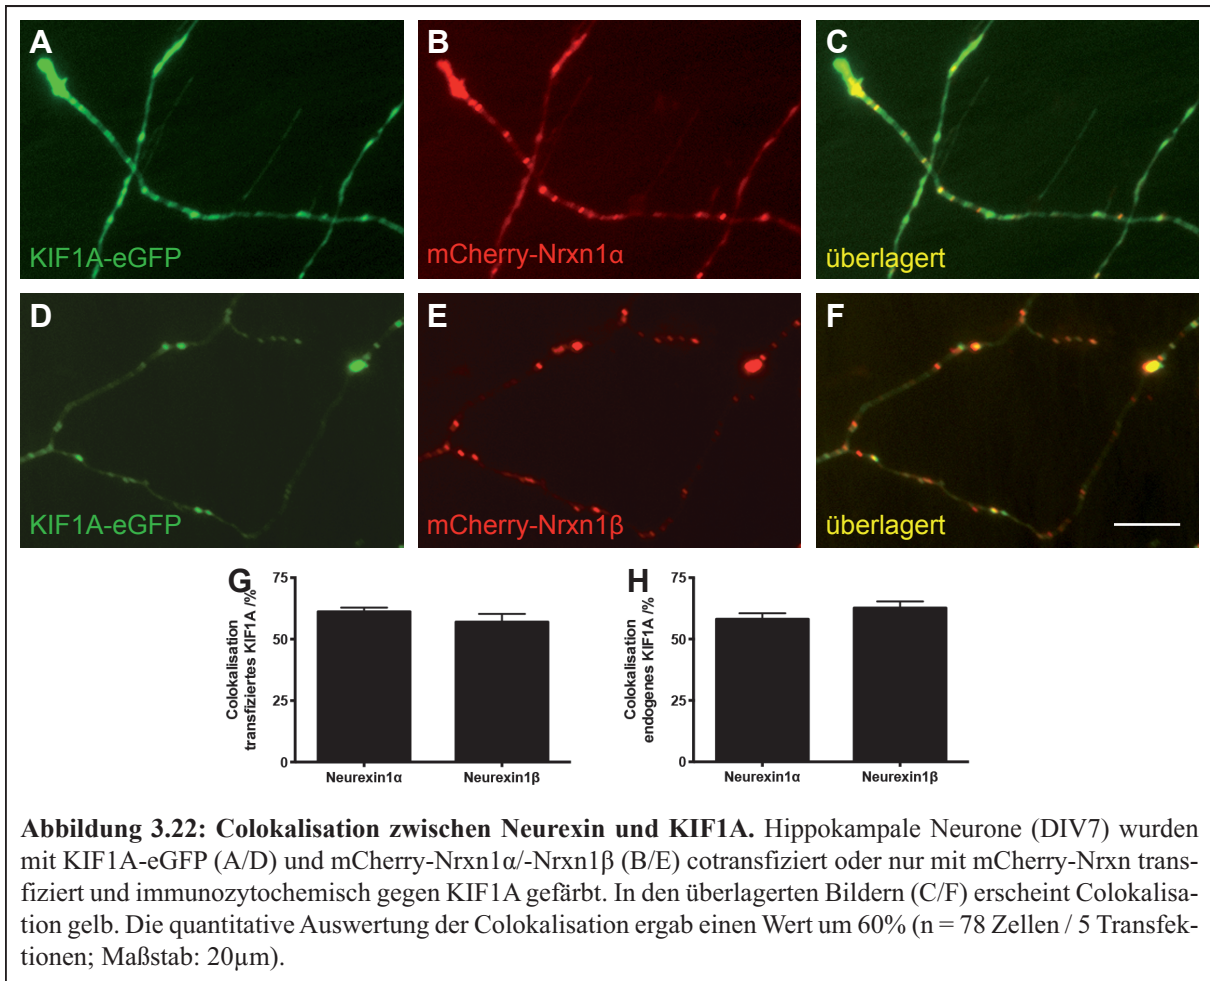 A
B
C
KIF1A-eGFP
mCherry-Nrxn1α
überlagert
D
E
F
KIF1A-eGFP
mCherry-Nrxn1β
überlagert
G
Colokalisation
transfiziertes KIF1A /%
75
50
25
0
Neurexin1α
Neurexin1β
H
Colokalisation
endogenes KIF1A /%
75
50
25
0
Neurexin1α
Neurexin1β
Abbildung 3.22: Colokalisation zwischen Neurexin und KIF1A. Hippokampale Neurone (DIV7) wurden
mit KIF1A-eGFP (A/D) und mCherry-Nrxn1α/-Nrxn1β (B/E) cotransfiziert oder nur mit mCherry-Nrxn trans-
fiziert und immunozytochemisch gegen KIF1A gefärbt. In den überlagerten Bildern (C/F) erscheint Colokalisa-
tion gelb. Die quantitative Auswertung der Colokalisation ergab einen Wert um 60% (n = 78 Zellen / 5 Transfek-
tionen; Maßstab: 20µm).